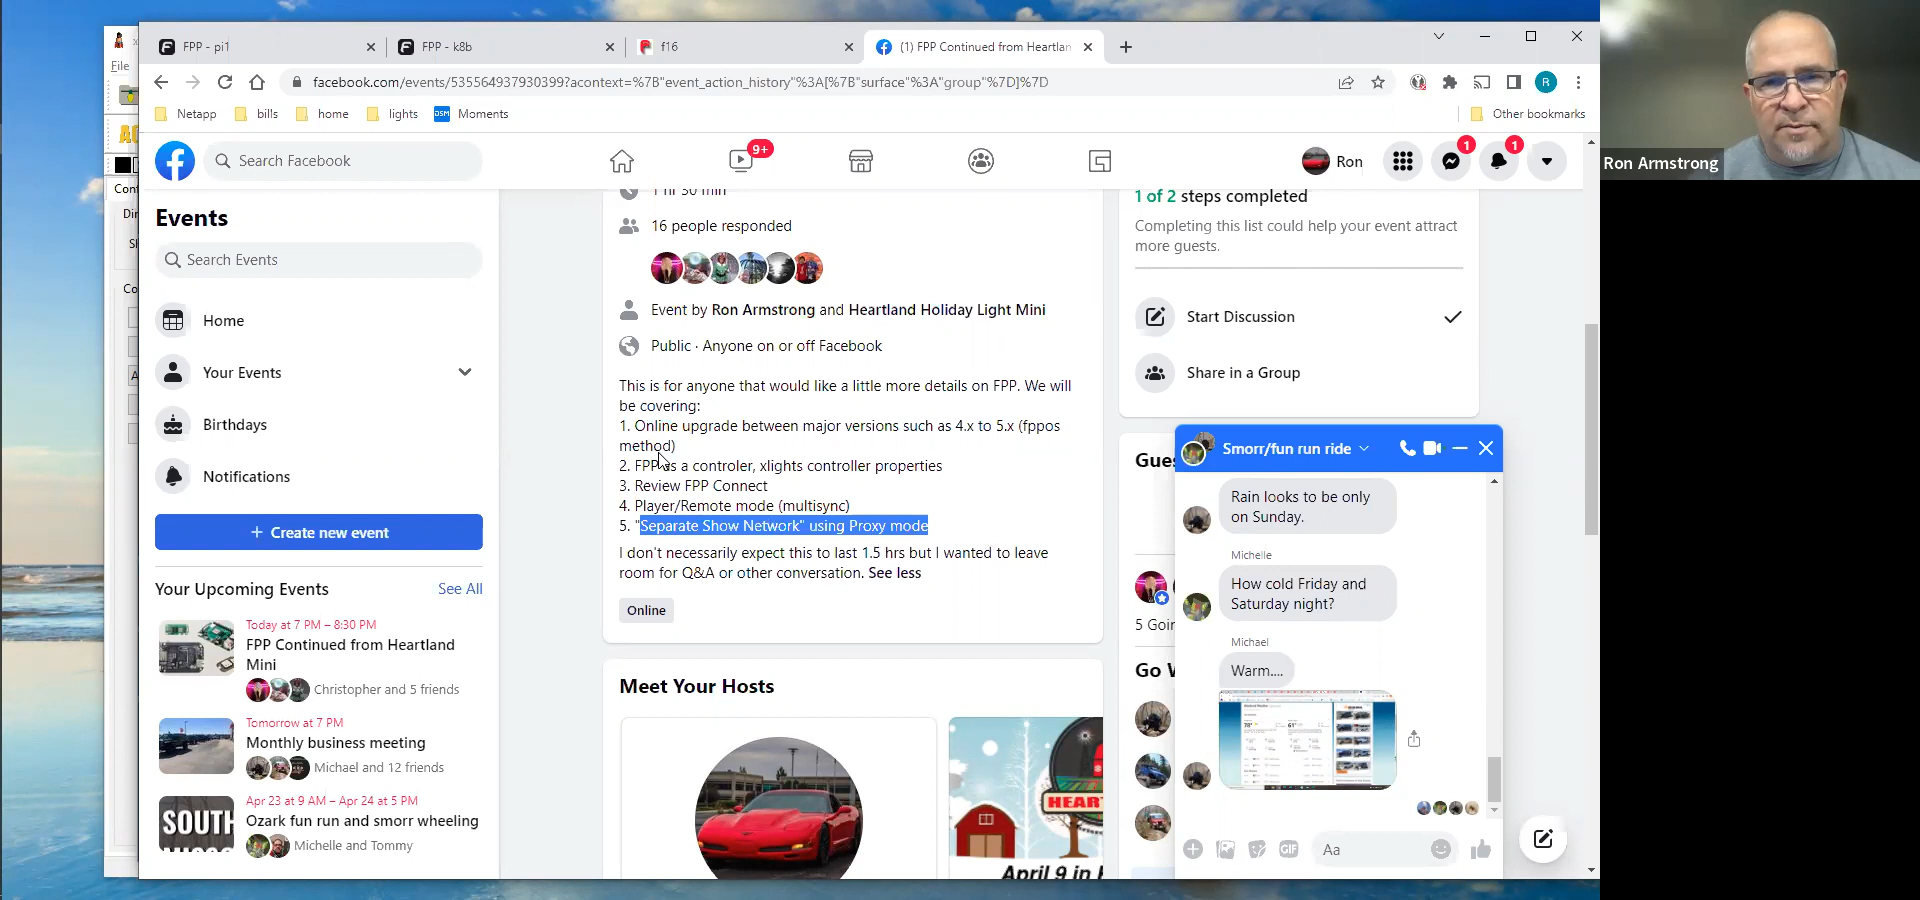 FPP - pi1
FPP - k8b
f16
(1) FPP Continued from Heartlan
File
facebook.com/events/535564937930399?acontext=%7B"event_action_history"%3A[%7B"surface"%3A"group"%7D]%7D
R
Netapp
bills
home
lights
DSM
Moments
Other bookmarks
Search Facebook
9+
Ron
1
1
Events
Search Events
Home
Your Events
Birthdays
Notifications
+ Create new event
Your Upcoming Events
See All
Today at 7 PM – 8:30 PM
FPP Continued from Heartland
Mini
Christopher and 5 friends
Tomorrow at 7 PM
Monthly business meeting
Michael and 12 friends
Apr 23 at 9 AM – Apr 24 at 5 PM
Ozark fun run and smorr wheeling
Michelle and Tommy
SOUTH
1 hr 30 min
16 people responded
Event by Ron Armstrong and Heartland Holiday Light Mini
Public · Anyone on or off Facebook
This is for anyone that would like a little more details on FPP. We will
be covering:
1. Online upgrade between major versions such as 4.x to 5.x (fppos
method)
2. FPP as a controler, xlights controller properties
3. Review FPP Connect
4. Player/Remote mode (multisync)
5. "Separate Show Network" using Proxy mode
I don't necessarily expect this to last 1.5 hrs but I wanted to leave
room for Q&A or other conversation. See less
Online
Meet Your Hosts
HEAR
April 9 in
1 of 2 steps completed
Completing this list could help your event attract
more guests.
Start Discussion
Share in a Group
Gue
5 Goin
Go
Smorr/fun run ride
Rain looks to be only
on Sunday.
Michelle
How cold Friday and
Saturday night?
Michael
Warm....
GIF
Aa
Ron Armstrong